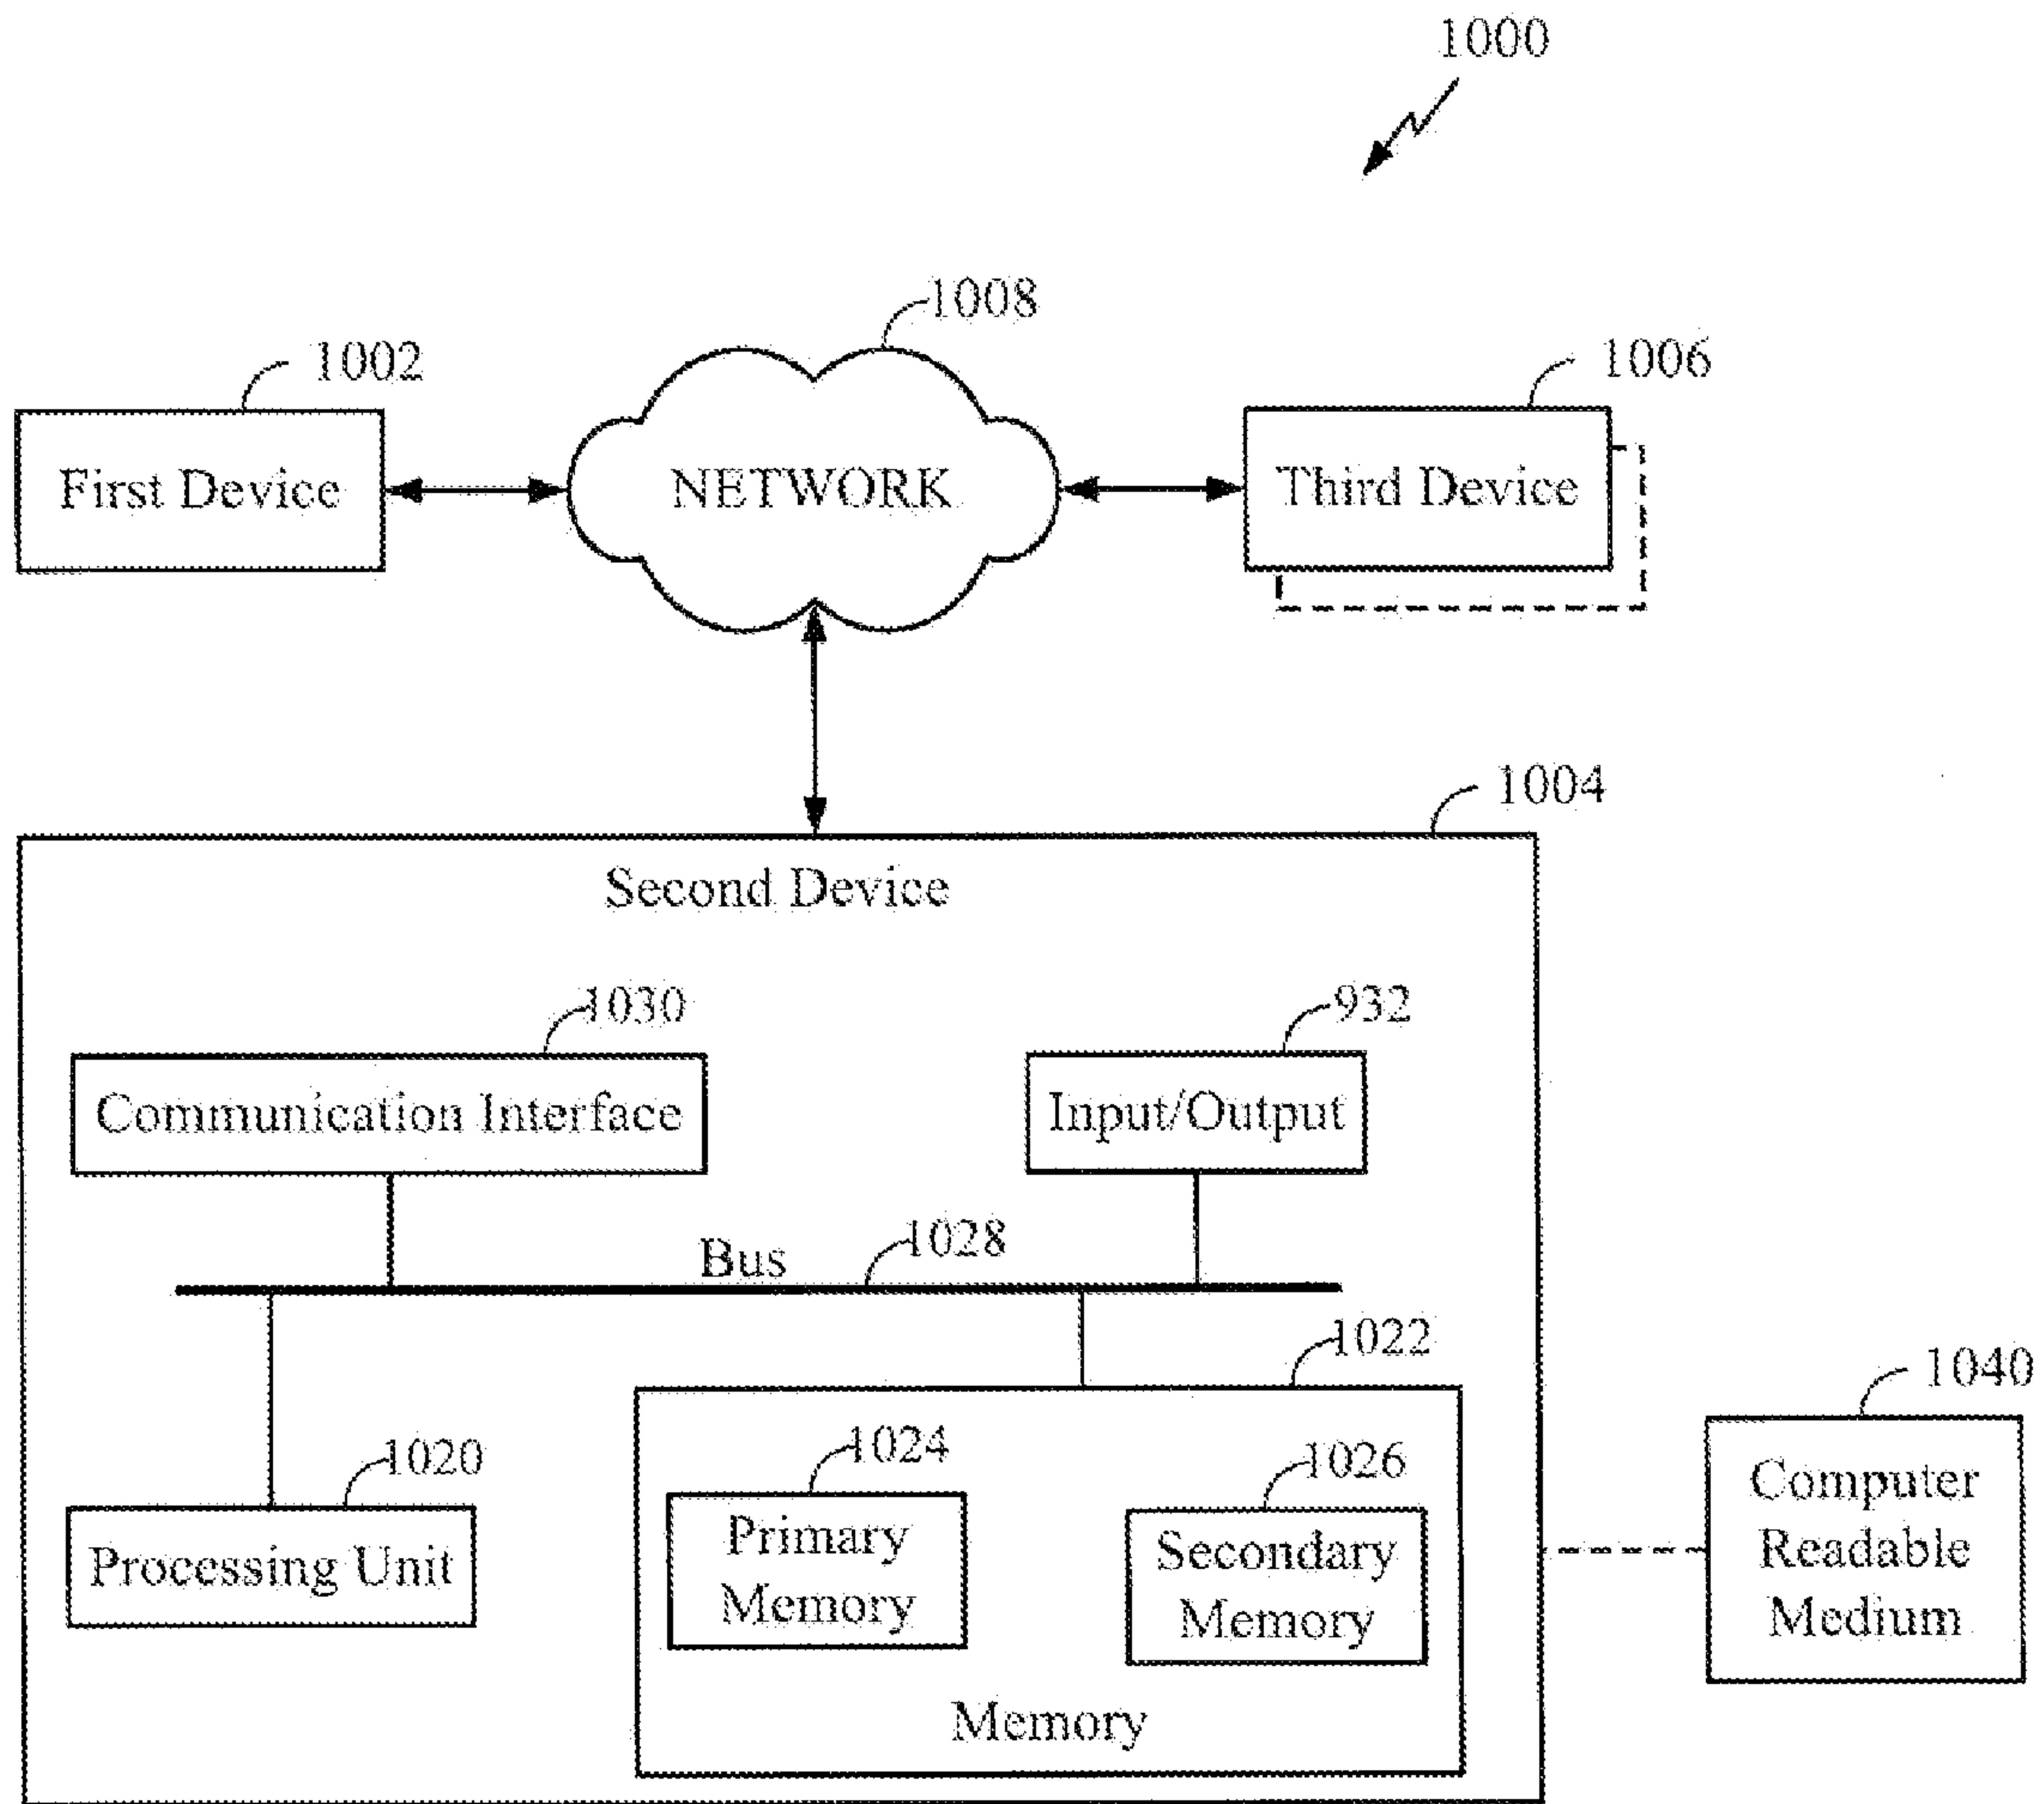 1000
1008
1002
1006
First Device
NETWORK
Third Device
1004
Second Device
1030
932
Communication Interface
Input/Output
Bus
1028
1022
1040
1024
1020
1026
Computer
Readable
Medium
Primary
Memory
Secondary
Memory
Processing Unit
Memory